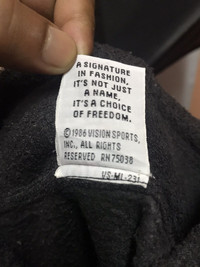 A SIGNATURE
IN FASHION,
IT'S NOT JUST
A NAME,
IT'S A CHOICE
OF FREEDOM.
© 1986 VISION SPORTS,
INC., ALL RIGHTS
RESERVED RN 75038
VS-ML-231